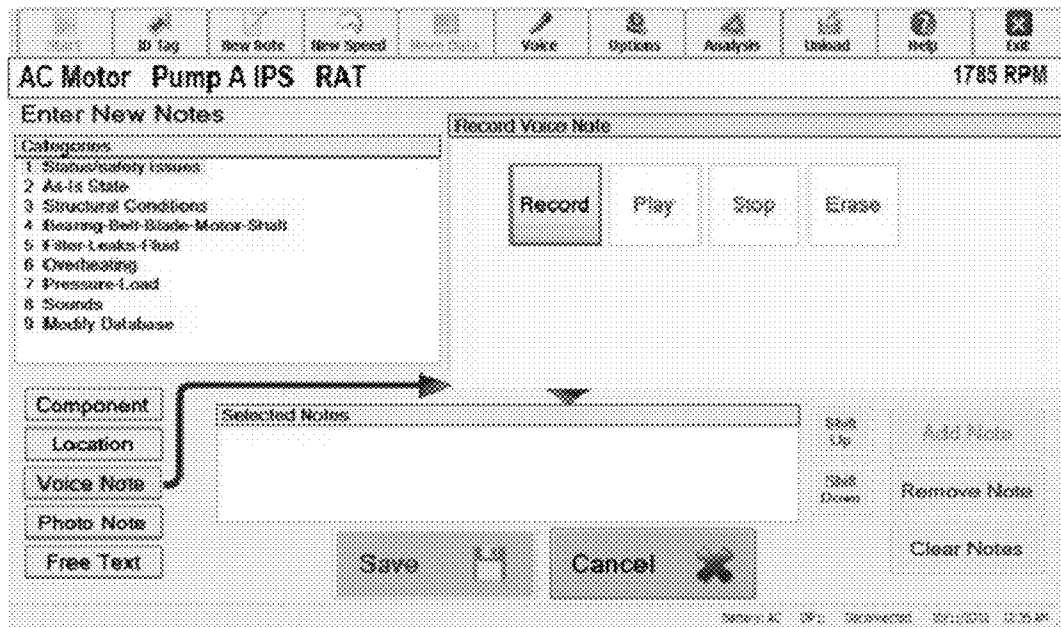 ID Tag New Note New Speed Voice Options Analysis Unload Help Exit
AC Motor Pump A IPS RAT 1785 RPM
Enter New Notes
Record Voice Note
Categories
1 Status/safety issues
2 As-Is State
3 Structural Conditions
4 Bearing-Belt-Blade-Motor-Shaft
5 Filter-Leaks-Fluid
6 Overheating
7 Pressure-Load
8 Sounds
9 Modify Database
Record Play Stop Erase
Component
Location
Voice Note
Photo Note
Free Text
Selected Notes
Shift Up
Shift Down
Add Note
Remove Note
Clear Notes
Save Cancel